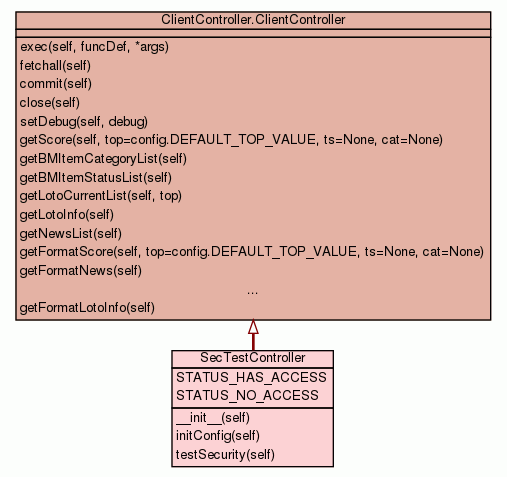 ClientController.ClientController
exec(self, funcDef, *args)
fetchall(self)
commit(self)
close(self)
setDebug(self, debug)
getScore(self, top=config.DEFAULT_TOP_VALUE, ts=None, cat=None)
getBMItemCategoryList(self)
getBMItemStatusList(self)
getLotoCurrentList(self, top)
getLotoInfo(self)
getNewsList(self)
getFormatScore(self, top=config.DEFAULT_TOP_VALUE, ts=None, cat=None)
getFormatNews(self)
...
getFormatLotoInfo(self)
SecTestController
STATUS_HAS_ACCESS
STATUS_NO_ACCESS
__init__(self)
initConfig(self)
testSecurity(self)